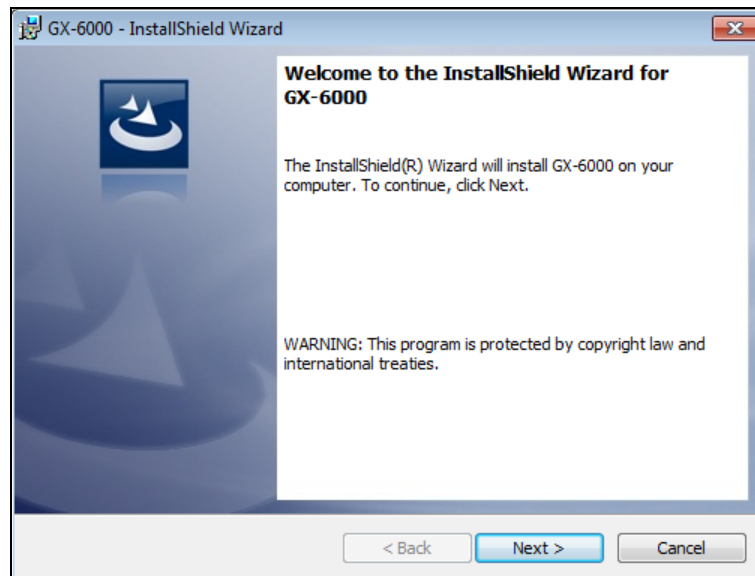 GX-6000 - InstallShield Wizard
Welcome to the InstallShield Wizard for
GX-6000
The InstallShield(R) Wizard will install GX-6000 on your
computer. To continue, click Next.
WARNING: This program is protected by copyright law and
international treaties.
< Back
Next >
Cancel